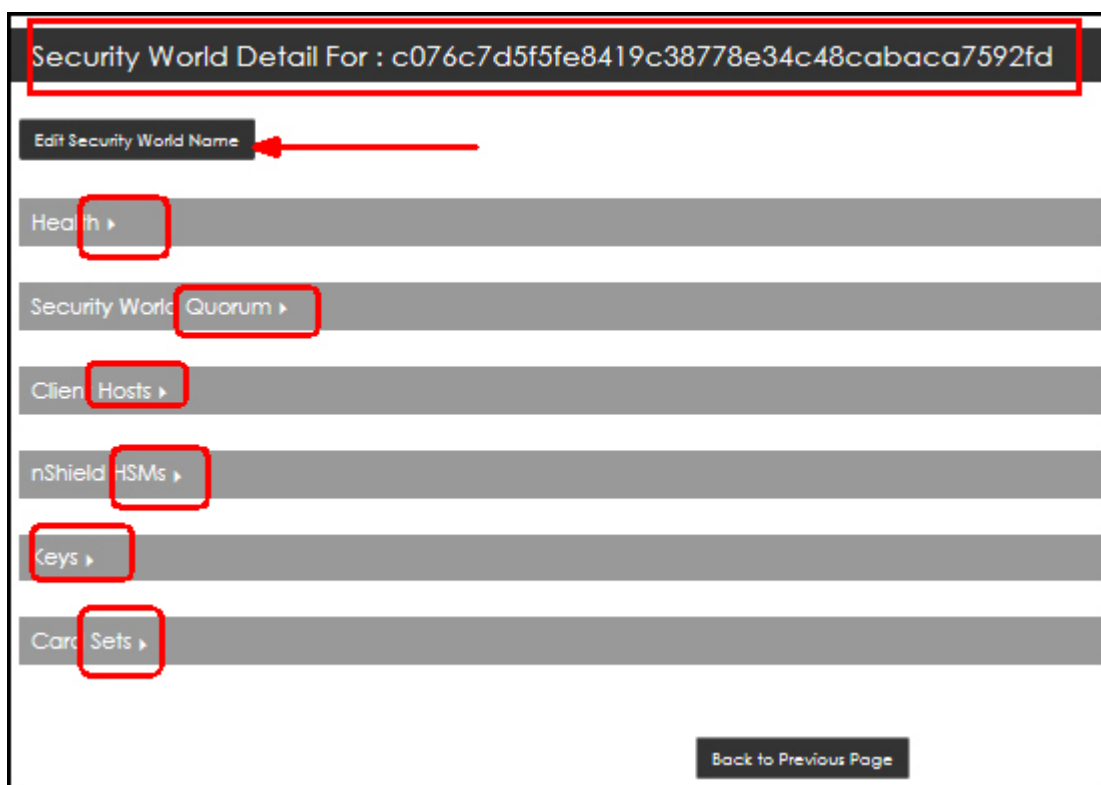 Security World Detail For : c076c7d5f5fe8419c38778e34c48cabaca7592fd
Edit Security World Name
Health
Security World Quorum
Client Hosts
nShield HSMs
Keys
Card Sets
Back to Previous Page